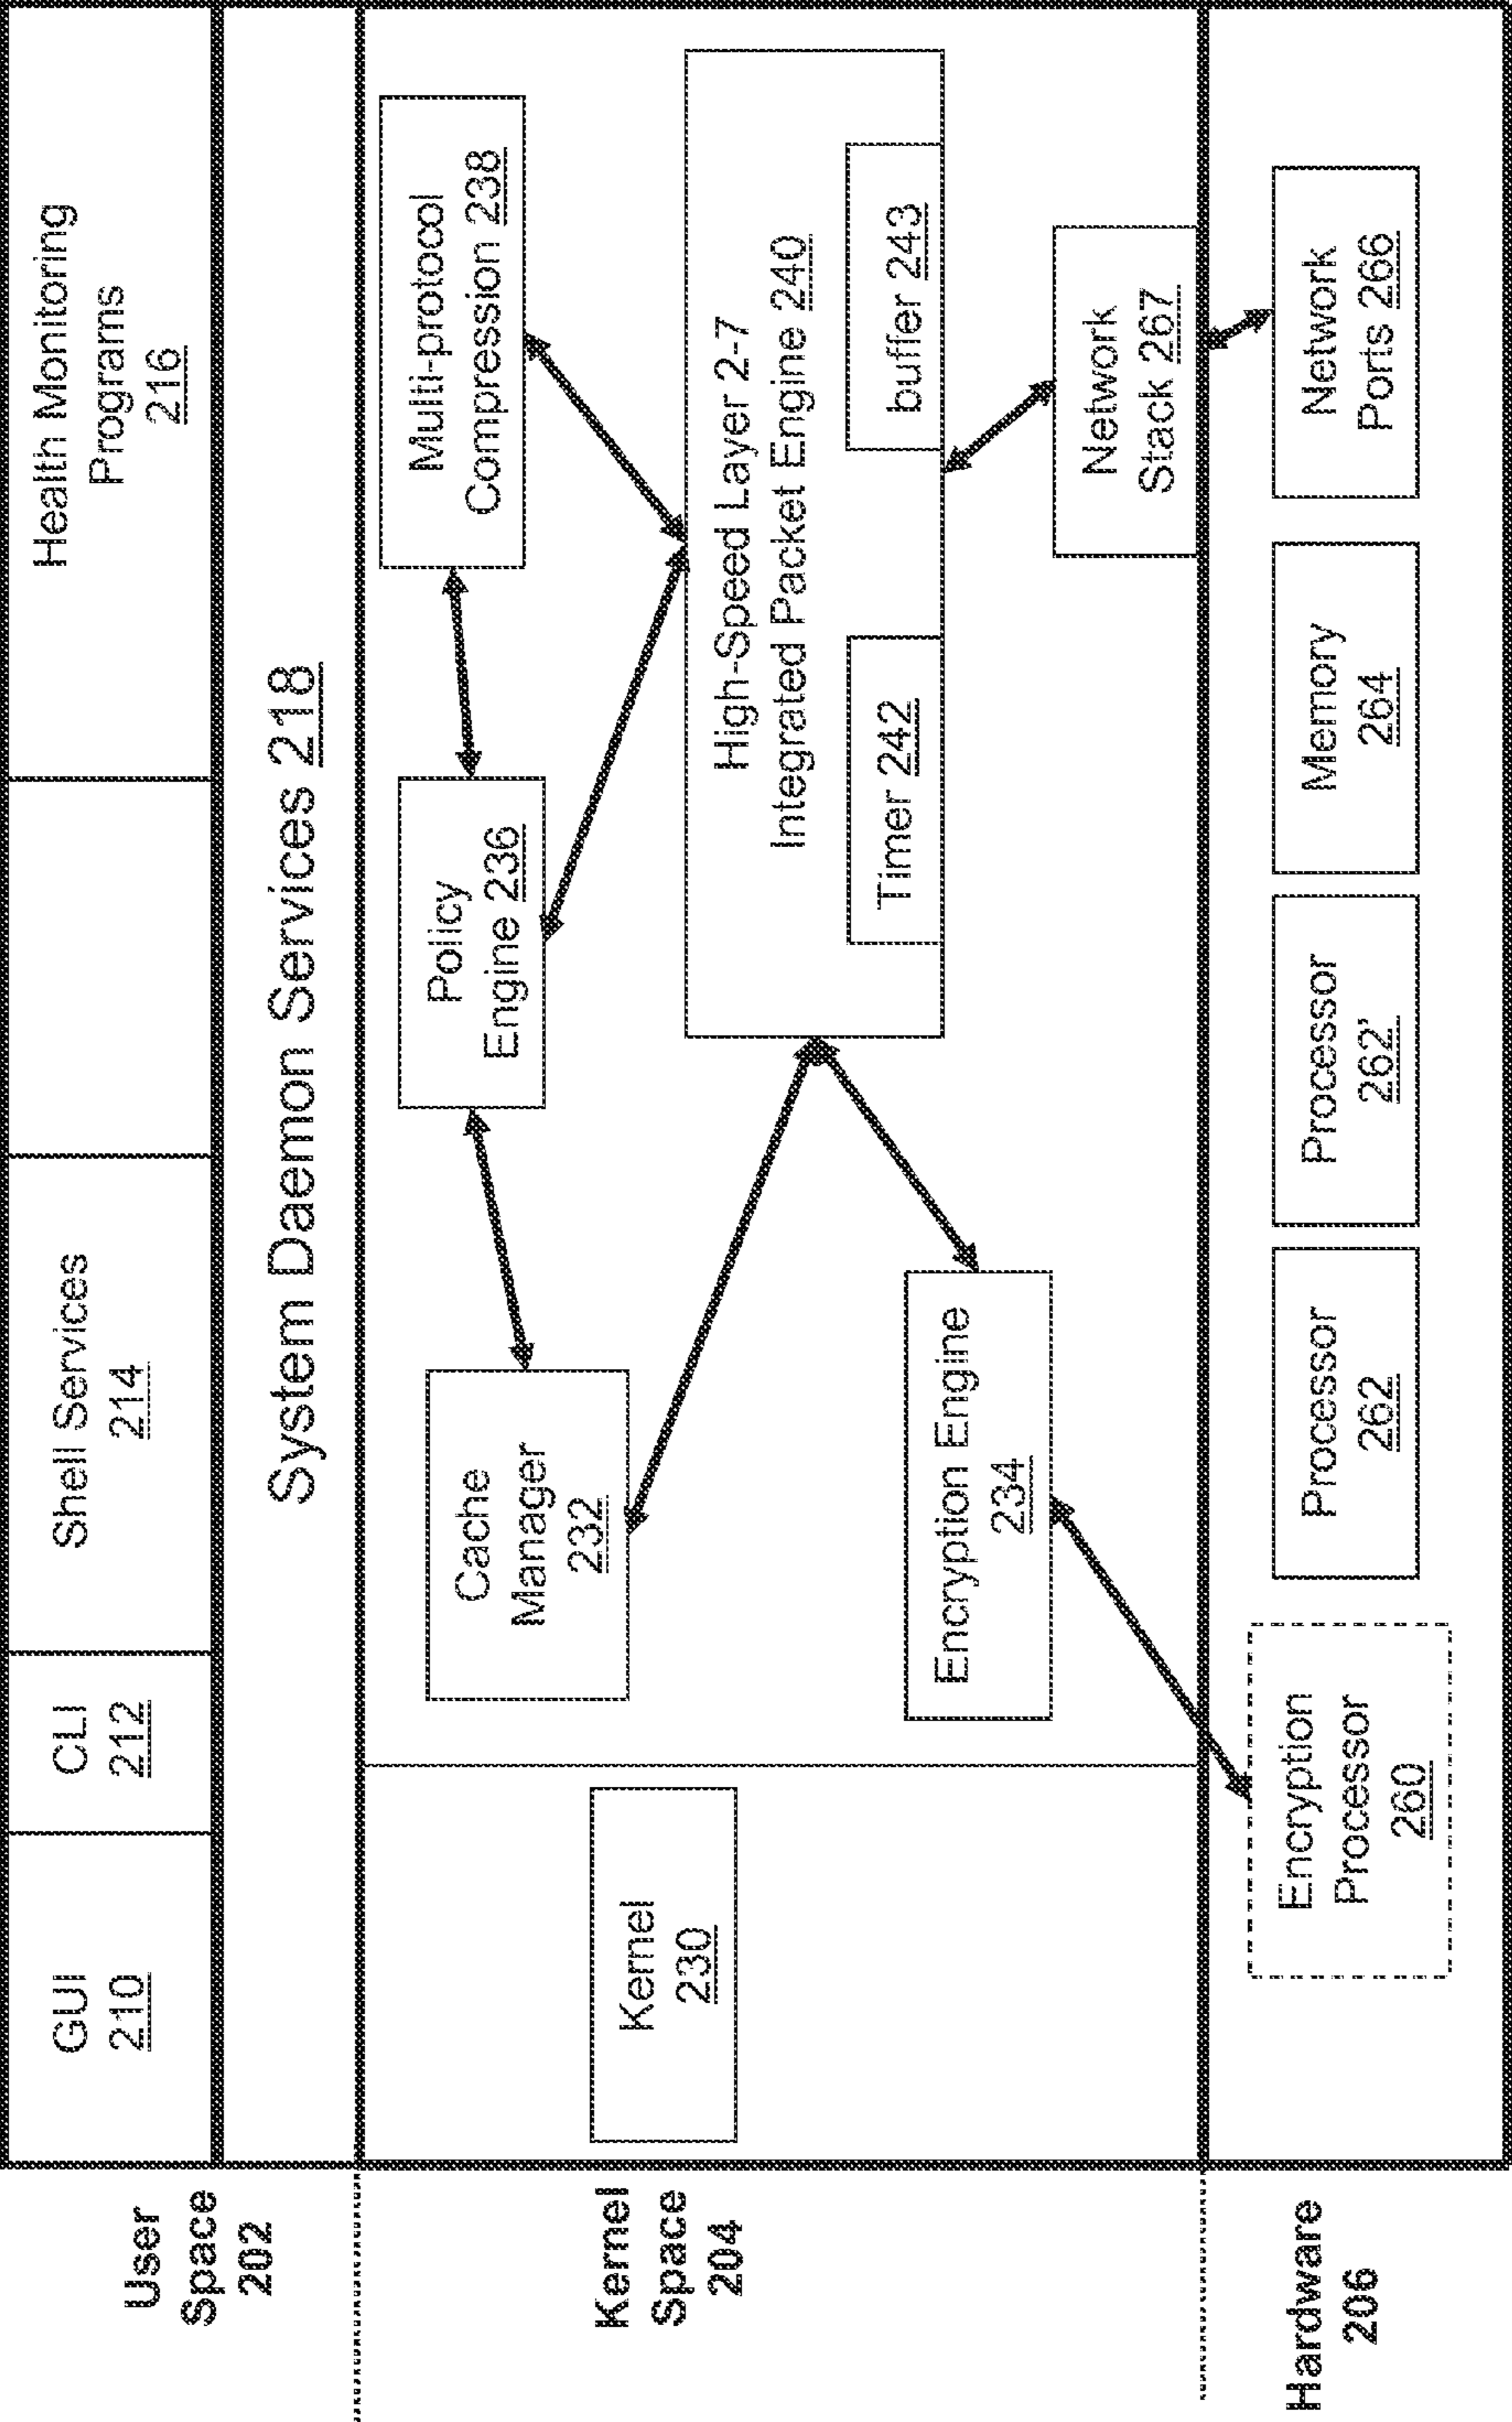 User
Space
202
GUI
210
CLI
212
Shell Services
214
Health Monitoring
Programs
216
System Daemon Services 218
Kernel
Space
204
Kernel
230
Cache
Manager
232
Policy
Engine 236
Multi-protocol
Compression 238
High-Speed Layer 2-7
Integrated Packet Engine 240
Timer 242
buffer 243
Encryption Engine
234
Network
Stack 267
Hardware
206
Encryption
Processor
260
Processor
262
Processor
262'
Memory
264
Network
Ports 266